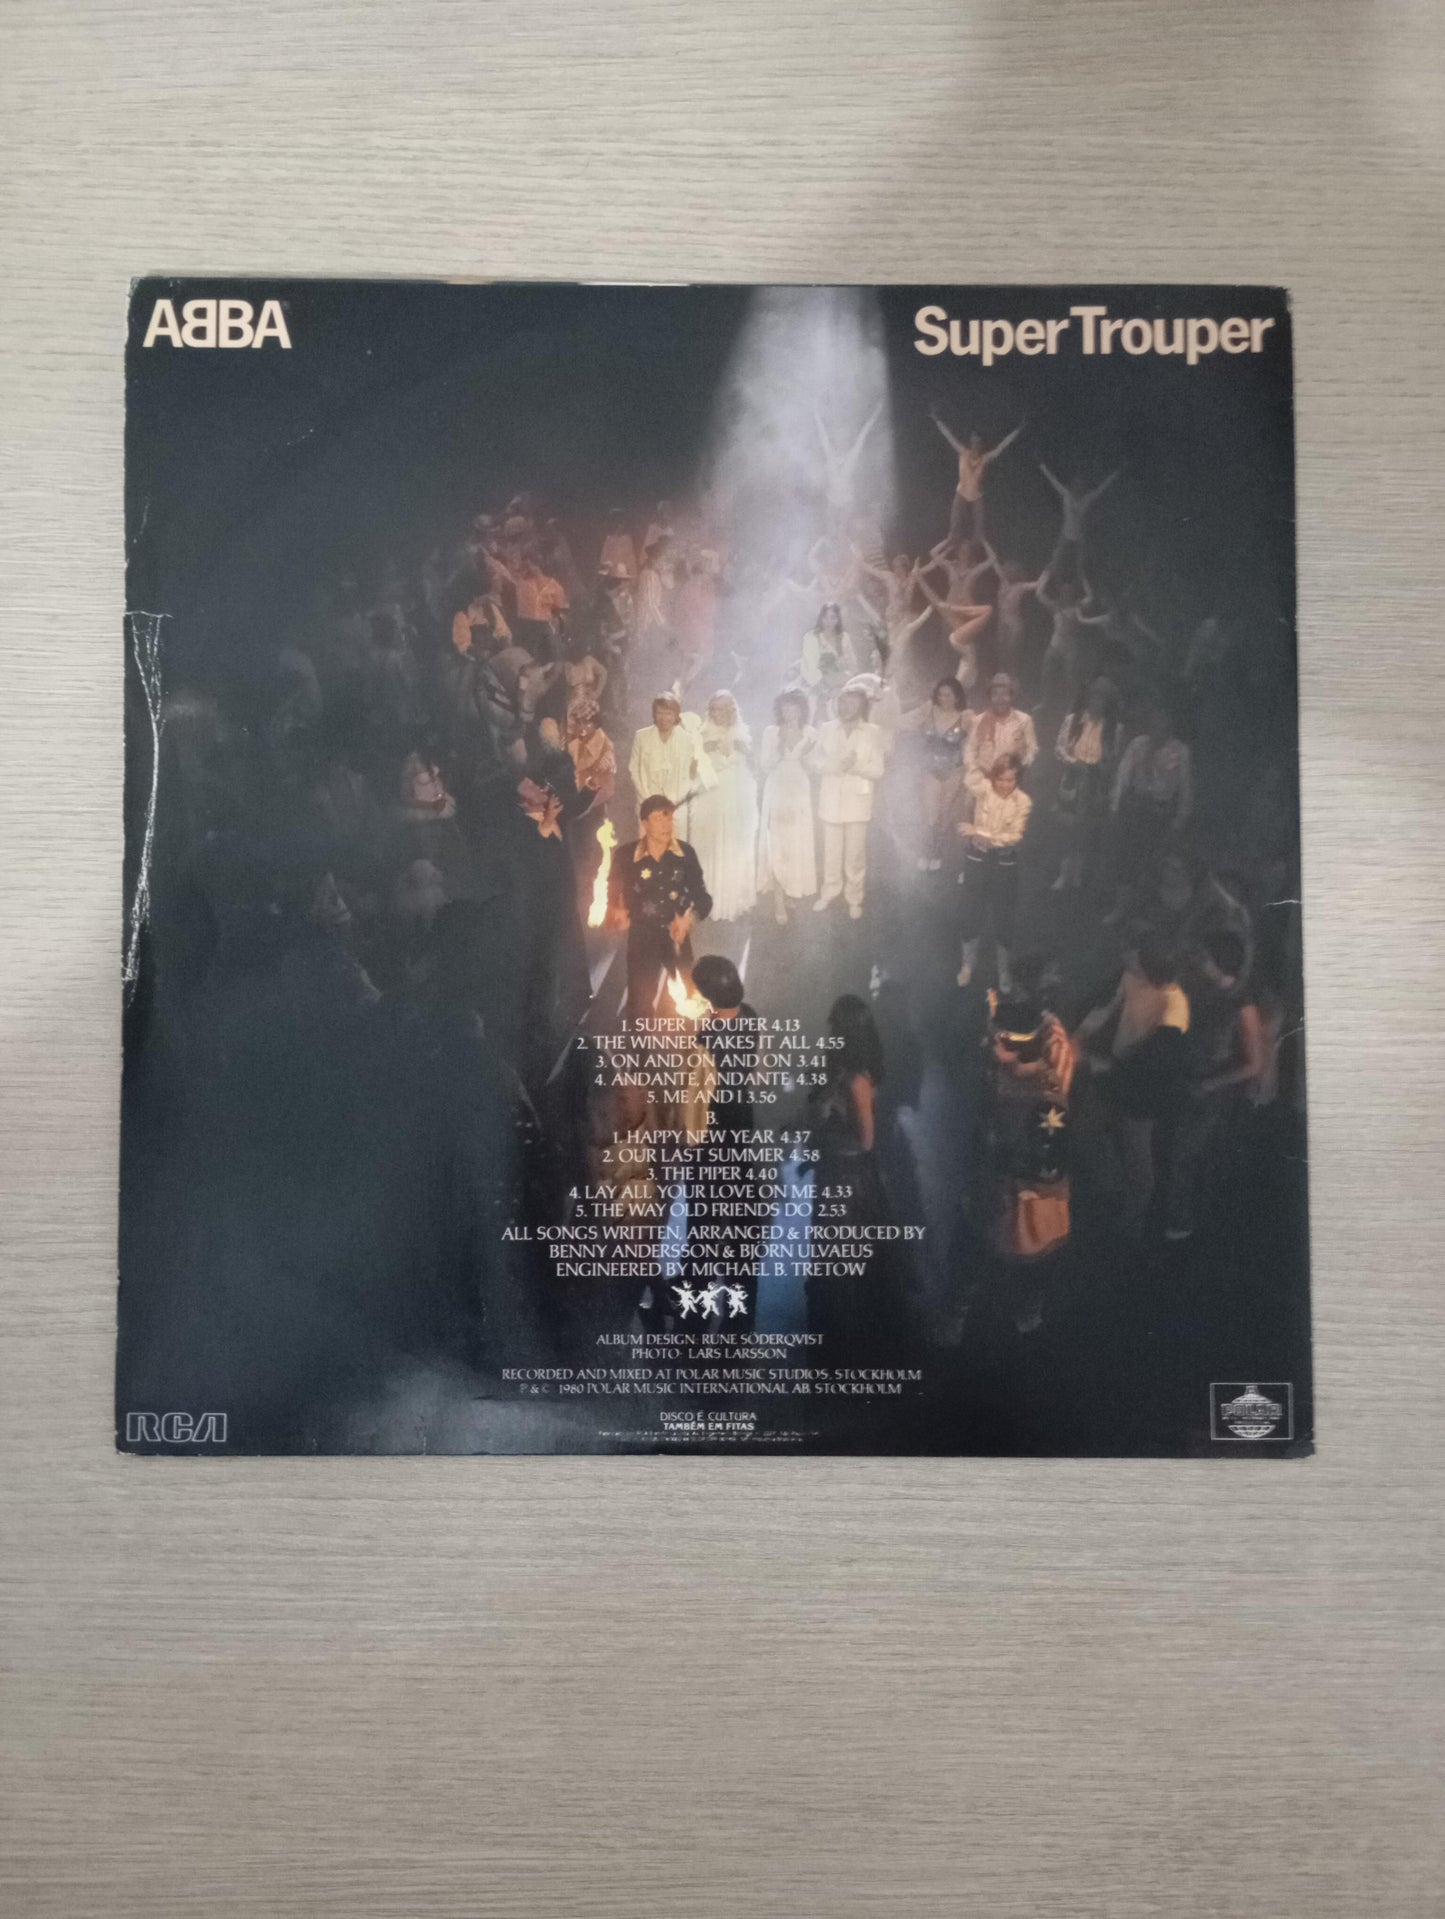 ABBA
Super Trouper
A.
1. SUPER TROUPER 4.13
2. THE WINNER TAKES IT ALL 4.55
3. ON AND ON AND ON 3.41
4. ANDANTE, ANDANTE 4.38
5. ME AND I 3.56
B.
1. HAPPY NEW YEAR 4.37
2. OUR LAST SUMMER 4.58
3. THE PIPER 4.40
4. LAY ALL YOUR LOVE ON ME 4.33
5. THE WAY OLD FRIENDS DO 2.53
ALL SONGS WRITTEN, ARRANGED & PRODUCED BY
BENNY ANDERSSON & BJÖRN ULVAEUS
ENGINEERED BY MICHAEL B. TRETOW
ALBUM DESIGN: RUNE SÖDERQVIST
PHOTO: LARS LARSSON
RECORDED AND MIXED AT POLAR MUSIC STUDIOS, STOCKHOLM
P & C 1980 POLAR MUSIC INTERNATIONAL AB, STOCKHOLM
DISCO É CULTURA
TAMBÉM EM FITAS
RCA
POLAR